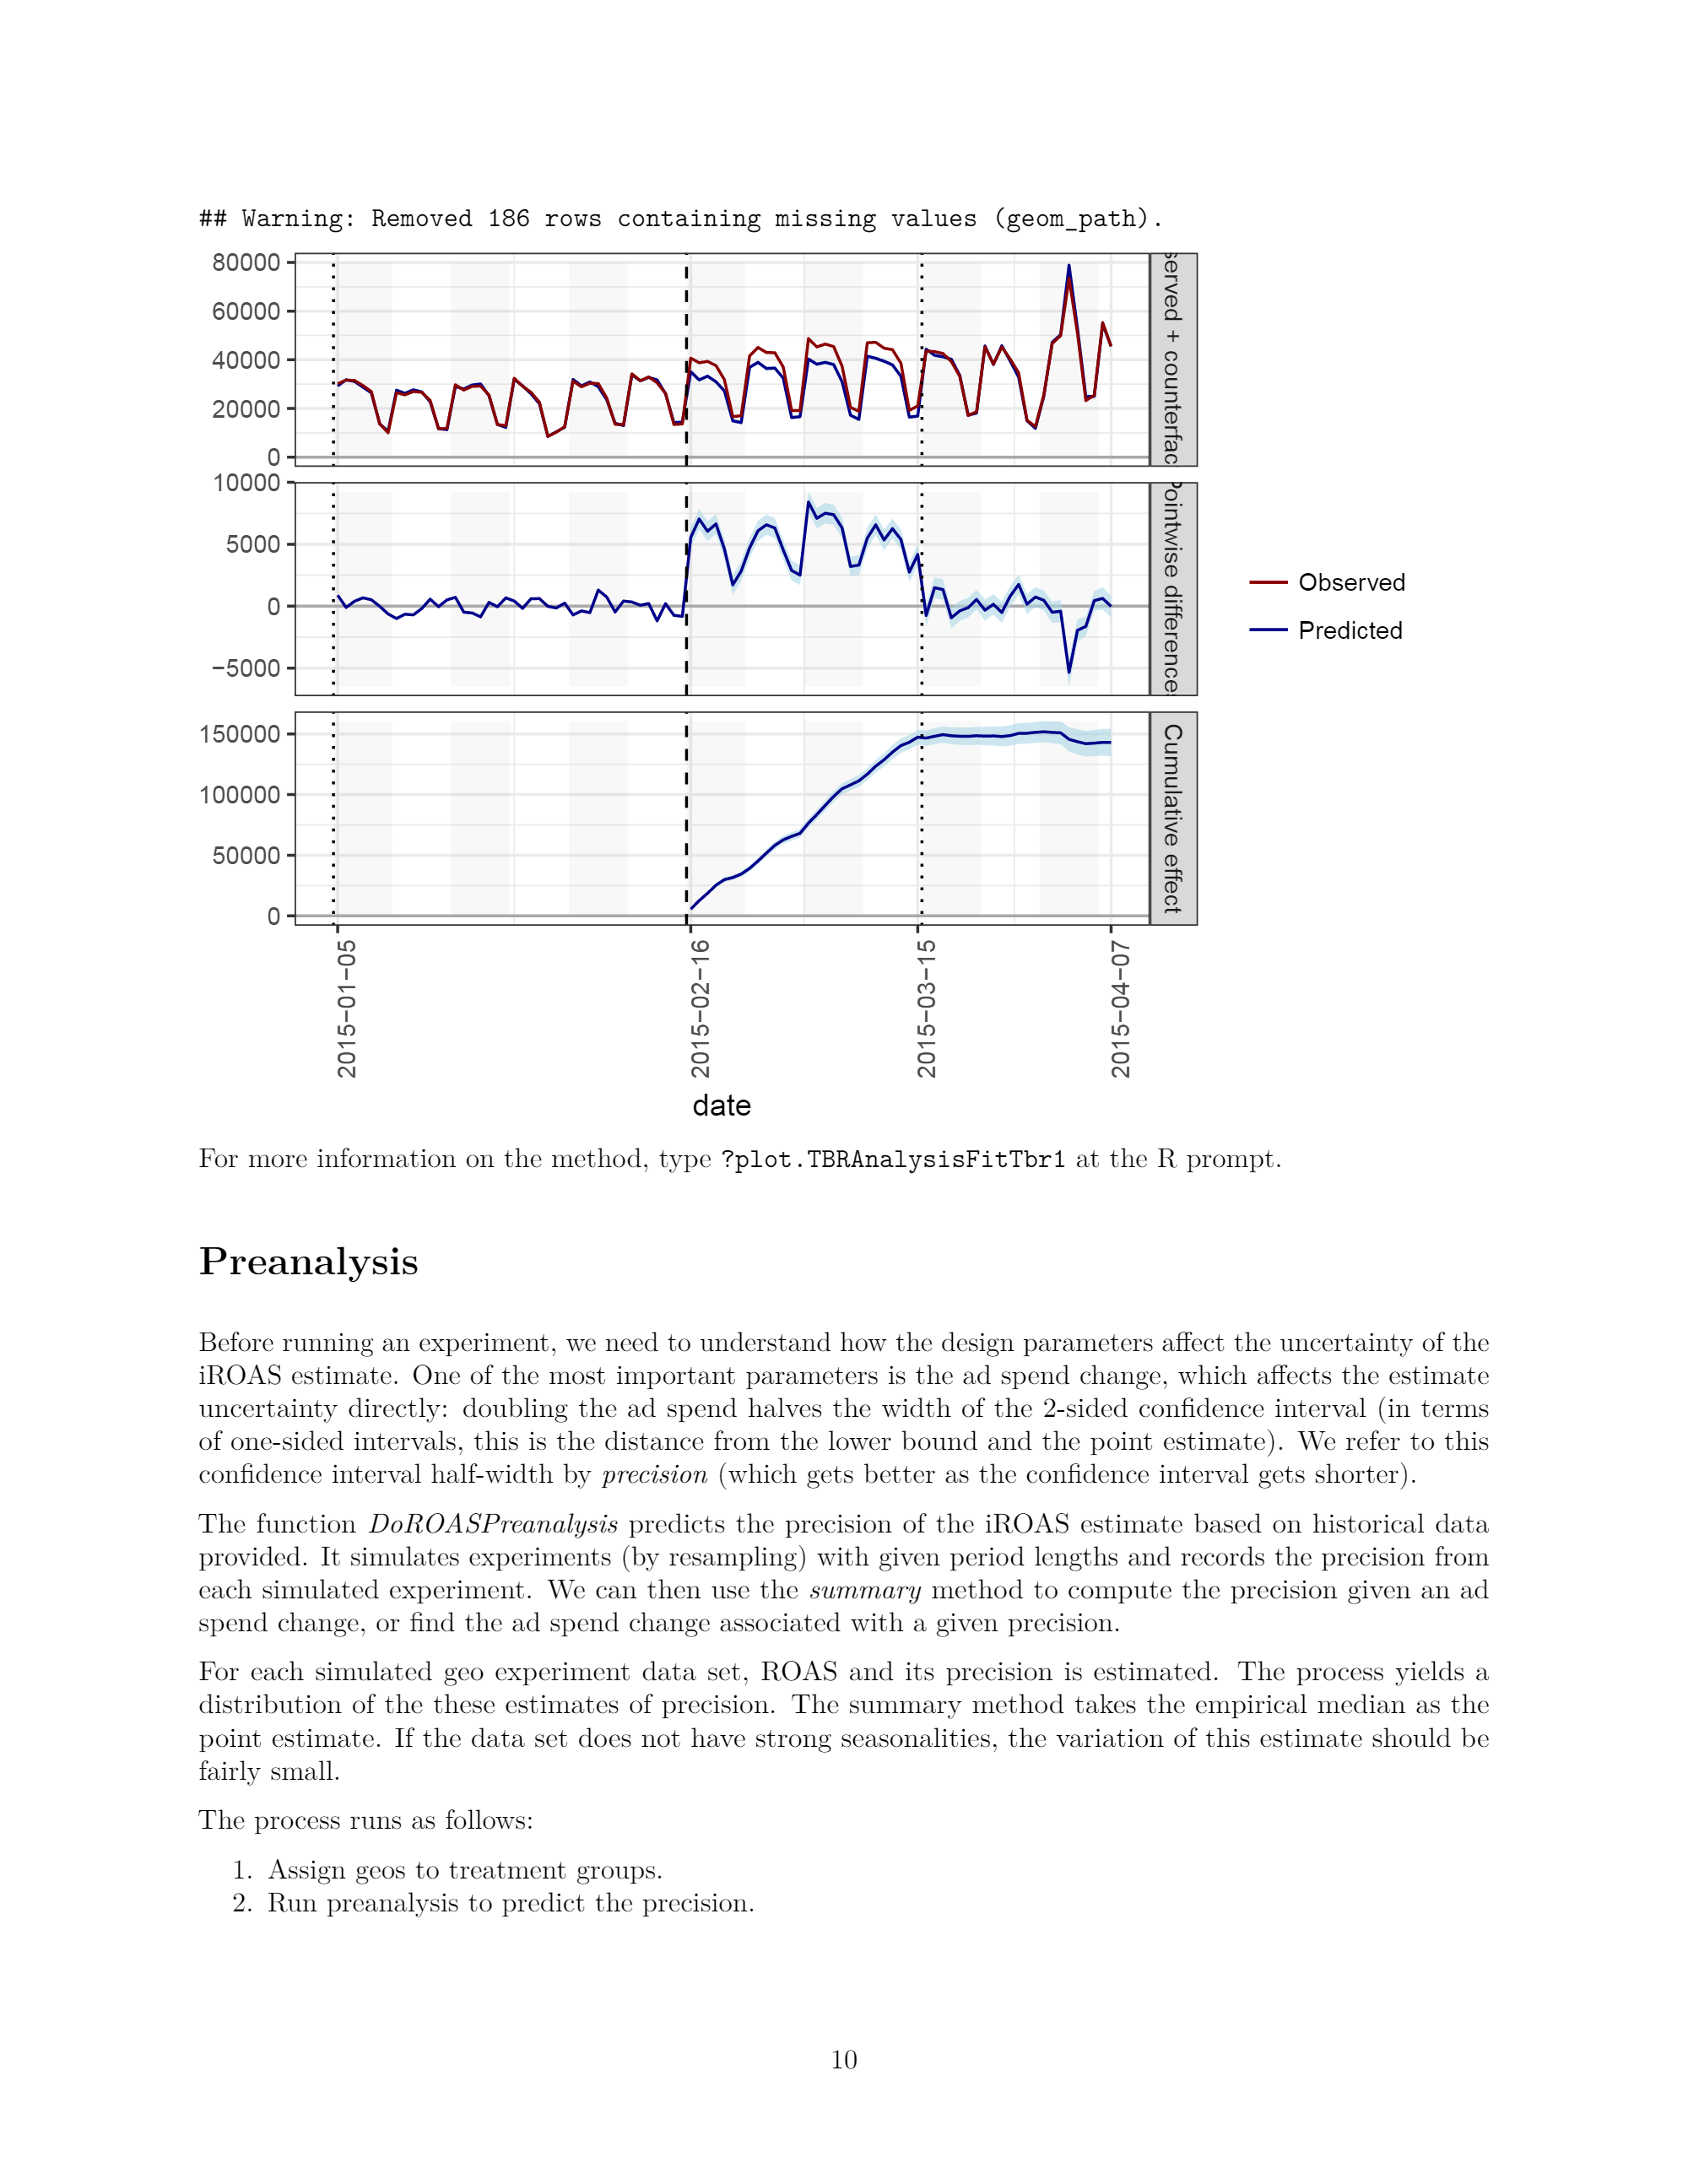 ## Warning: Removed 186 rows containing missing values (geom_path).
80000
60000
40000
20000
0
10000
5000
0
−5000
Pointwise difference
150000
100000
50000
0
Cumulative effect
Observed
Predicted
2015−01−05
2015−02−16
2015−03−15
2015−04−07
date
For more information on the method, type ?plot.TBRAnalysisFitTbr1 at the R prompt.
Preanalysis
Before running an experiment, we need to understand how the design parameters affect the uncertainty of the
iROAS estimate. One of the most important parameters is the ad spend change, which affects the estimate
uncertainty directly: doubling the ad spend halves the width of the 2-sided confidence interval (in terms
of one-sided intervals, this is the distance from the lower bound and the point estimate). We refer to this
confidence interval half-width by precision (which gets better as the confidence interval gets shorter).
The function DoROASPreanalysis predicts the precision of the iROAS estimate based on historical data
provided. It simulates experiments (by resampling) with given period lengths and records the precision from
each simulated experiment. We can then use the summary method to compute the precision given an ad
spend change, or find the ad spend change associated with a given precision.
For each simulated geo experiment data set, ROAS and its precision is estimated. The process yields a
distribution of the these estimates of precision. The summary method takes the empirical median as the
point estimate. If the data set does not have strong seasonalities, the variation of this estimate should be
fairly small.
The process runs as follows:
1. Assign geos to treatment groups.
2. Run preanalysis to predict the precision.
10